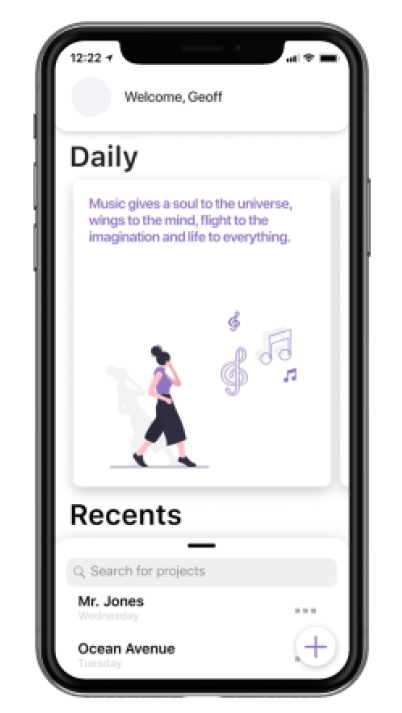 12:22
Welcome, Geoff
Daily
Music gives a soul to the universe,
wings to the mind, flight to the
imagination and life to everything.
Recents
Search for projects
Mr. Jones
Wednesday
Ocean Avenue
Tuesday